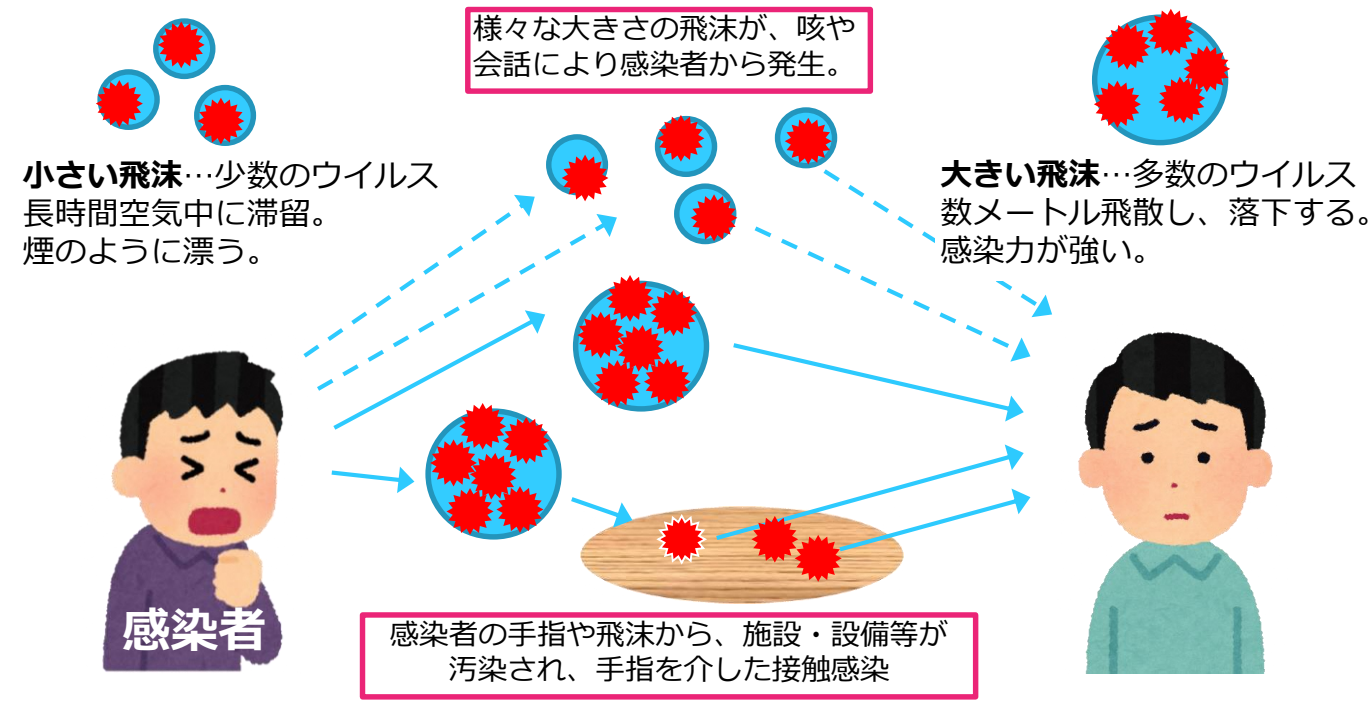 様々な大きさの飛沫が、咳や
会話により感染者から発生。
小さい飛沫…少数のウイルス
長時間空気中に滞留。
煙のように漂う。
大きい飛沫…多数のウイルス
数メートル飛散し、落下する。
感染力が強い。
感染者
感染者の手指や飛沫から、施設・設備等が
汚染され、手指を介した接触感染